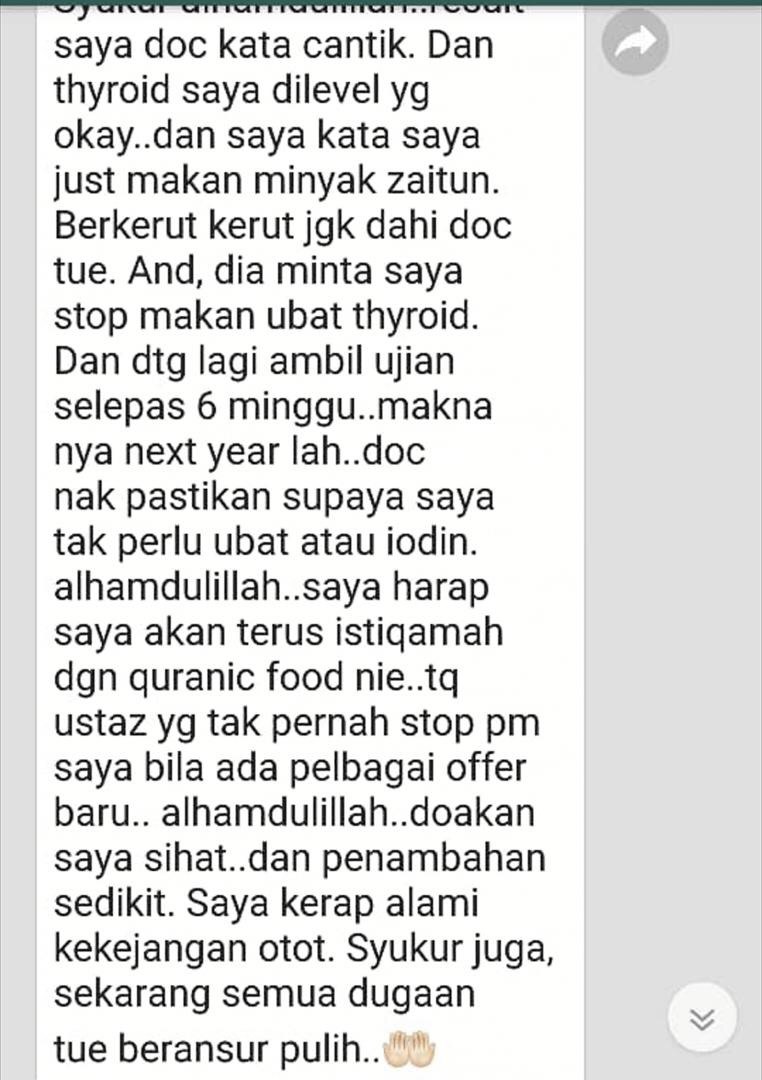 saya doc kata cantik. Dan
thyroid saya dilevel yg
okay..dan saya kata saya
just makan minyak zaitun.
Berkerut kerut jgk dahi doc
tue. And, dia minta saya
stop makan ubat thyroid.
Dan dtg lagi ambil ujian
selepas 6 minggu..makna
nya next year lah..doc
nak pastikan supaya saya
tak perlu ubat atau iodin.
alhamdulillah..saya harap
saya akan terus istiqamah
dgn quranic food nie..tq
ustaz yg tak pernah stop pm
saya bila ada pelbagai offer
baru.. alhamdulillah..doakan
saya sihat..dan penambahan
sedikit. Saya kerap alami
kekejangan otot. Syukur juga,
sekarang semua dugaan
tue beransur pulih..🤲🏻